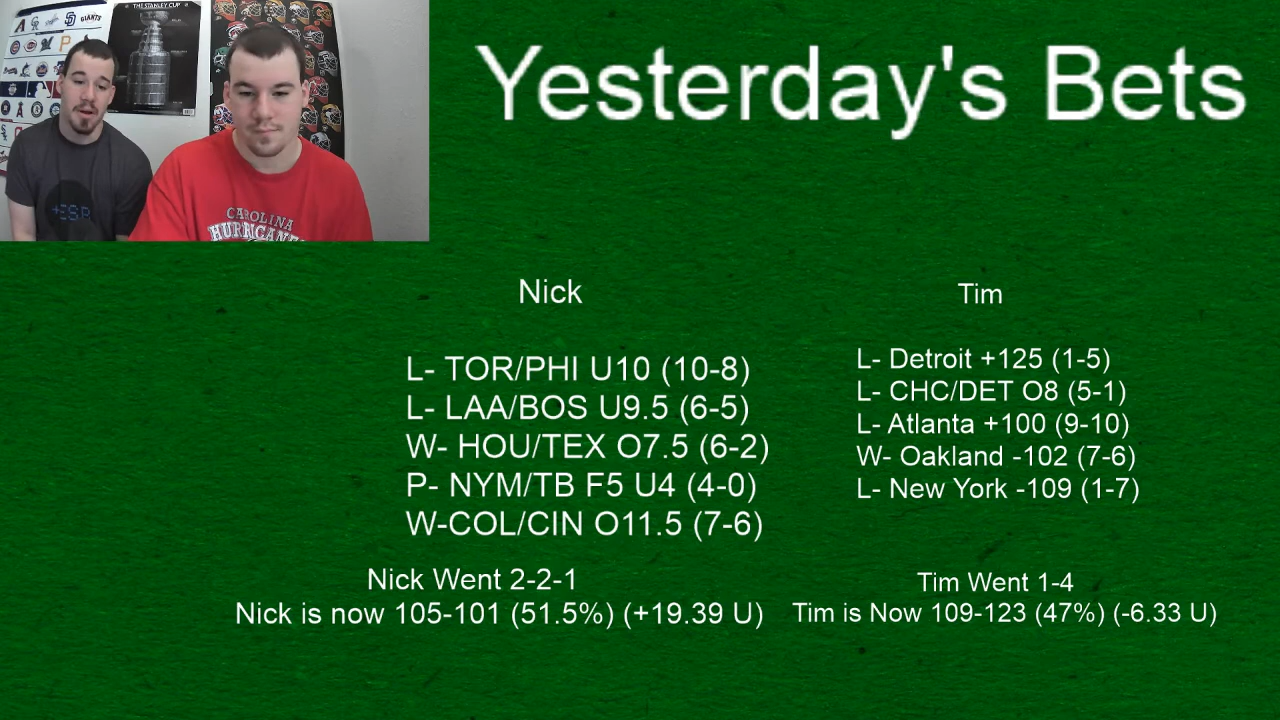 THE STANLEY CUP
GIANTS
+ESP
CAROLINA
HURRICANES
Yesterday's Bets
Nick
L- TOR/PHI U10 (10-8)
L- LAA/BOS U9.5 (6-5)
W- HOU/TEX O7.5 (6-2)
P- NYM/TB F5 U4 (4-0)
W-COL/CIN O11.5 (7-6)
Nick Went 2-2-1
Nick is now 105-101 (51.5%) (+19.39 U)
Tim
L- Detroit +125 (1-5)
L- CHC/DET O8 (5-1)
L- Atlanta +100 (9-10)
W- Oakland -102 (7-6)
L- New York -109 (1-7)
Tim Went 1-4
Tim is Now 109-123 (47%) (-6.33 U)